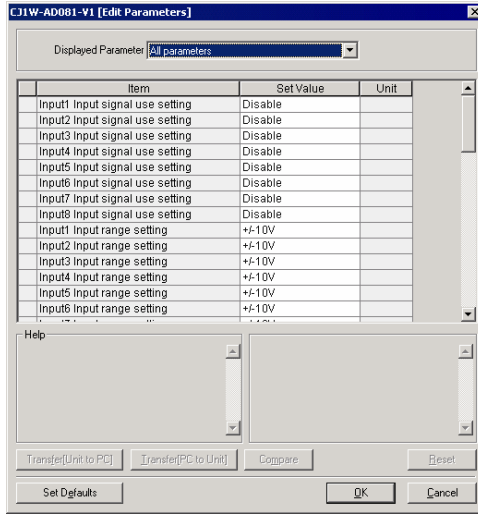 CJ1W-AD081-V1 [Edit Parameters]
Displayed Parameter All parameters
Item Set Value Unit
Input1 Input signal use setting Disable
Input2 Input signal use setting Disable
Input3 Input signal use setting Disable
Input4 Input signal use setting Disable
Input5 Input signal use setting Disable
Input6 Input signal use setting Disable
Input7 Input signal use setting Disable
Input8 Input signal use setting Disable
Input1 Input range setting +/-10V
Input2 Input range setting +/-10V
Input3 Input range setting +/-10V
Input4 Input range setting +/-10V
Input5 Input range setting +/-10V
Input6 Input range setting +/-10V
Help
Transfer[Unit to PC] Transfer[PC to Unit] Compare Reset
Set Defaults OK Cancel